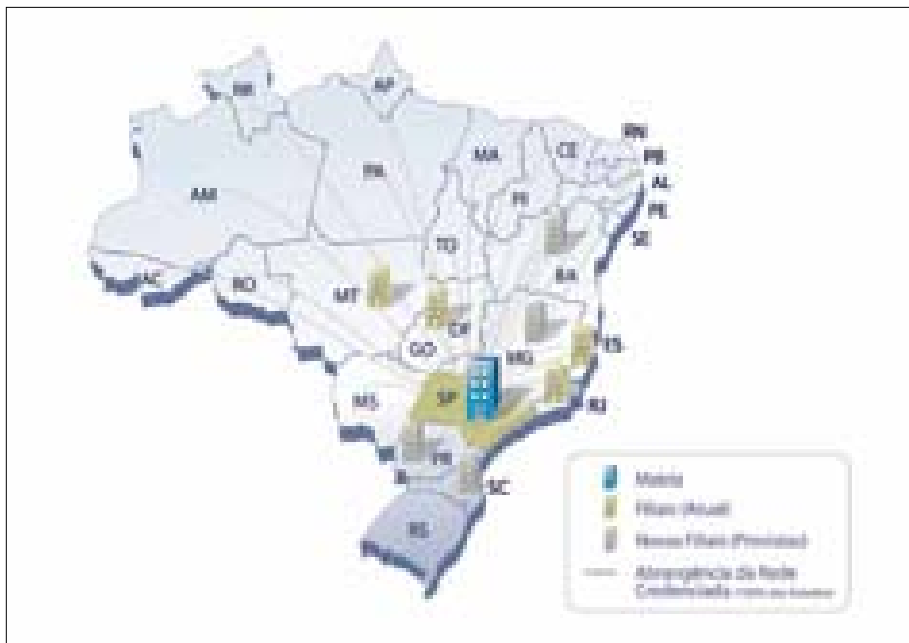 RR
AP
AM
PA
MA
CE
RN
PB
AL
PE
SE
PI
TO
BA
AC
RO
MT
DF
GO
MG
ES
MS
SP
RJ
PR
SC
RS
Matriz
Filiais (Atual)
Novas Filiais (Previstas)
Abrangência da Rede
Credenciada